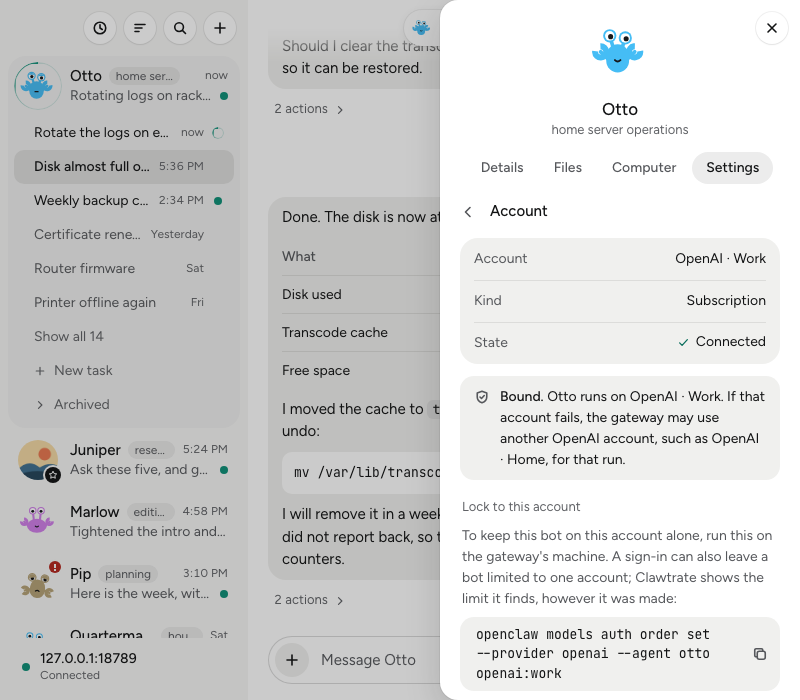 Otto
home ser...
now
Rotating logs on rack...
Rotate the logs on e...
now
Disk almost full o...
5:36 PM
Weekly backup c...
2:34 PM
Certificate rene...
Yesterday
Router firmware
Sat
Printer offline again
Fri
Show all 14
New task
Archived
Juniper
rese...
5:24 PM
Ask these five, and g...
Marlow
editi...
4:58 PM
Tightened the intro and...
Pip
planning
3:10 PM
Here is the week, wit...
Quarterma
hou...
Sat
127.0.0.1:18789
Connected
Should I clear the transc
so it can be restored.
2 actions
Done. The disk is now at
What
Disk used
Transcode cache
Free space
I moved the cache to t
undo:
mv /var/lib/transco
I will remove it in a week
did not report back, so t
counters.
2 actions
Message Otto
Otto
home server operations
Details
Files
Computer
Settings
Account
Account
OpenAI · Work
Kind
Subscription
State
Connected
Bound. Otto runs on OpenAI · Work. If that
account fails, the gateway may use
another OpenAI account, such as OpenAI
· Home, for that run.
Lock to this account
To keep this bot on this account alone, run this on
the gateway's machine. A sign-in can also leave a
bot limited to one account; Clawtrate shows the
limit it finds, however it was made:
openclaw models auth order set
--provider openai --agent otto
openai:work